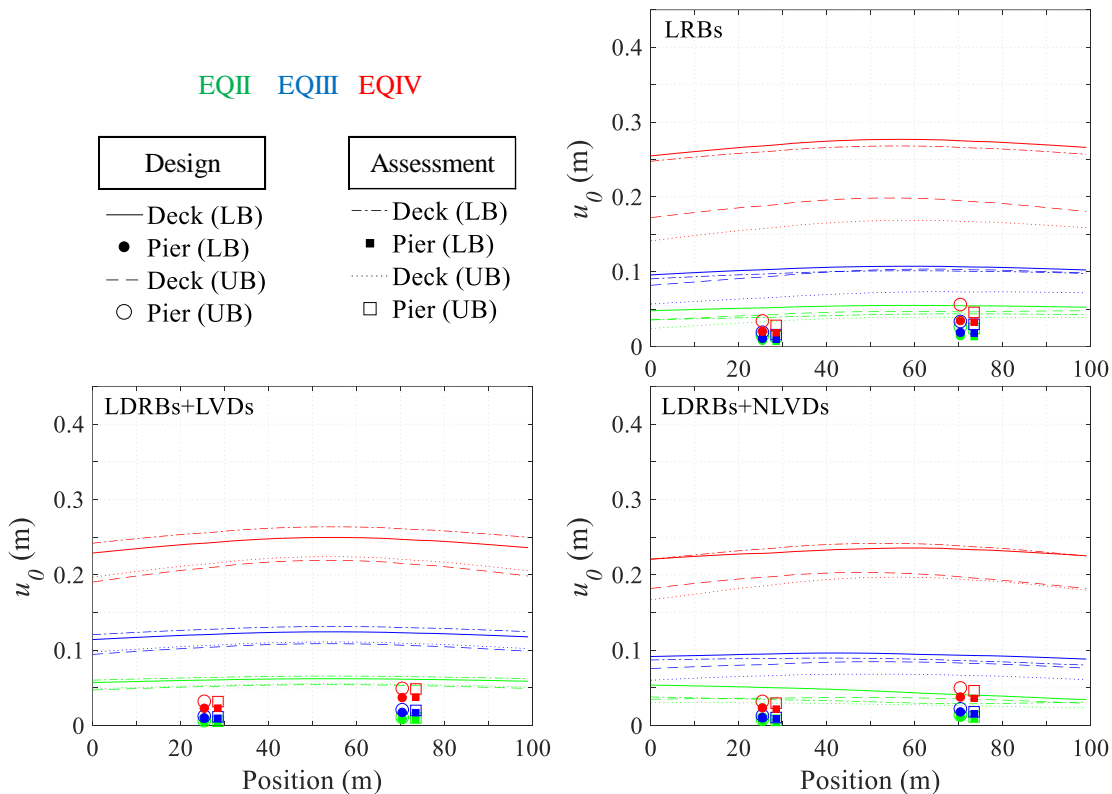 EQII EQIII EQIV
Design
Deck (LB)
Pier (LB)
Deck (UB)
Pier (UB)
Assessment
Deck (LB)
Pier (LB)
Deck (UB)
Pier (UB)
LRBs
u0 (m)
0.4
0.3
0.2
0.1
0
0 20 40 60 80 100
LDRBs+LVDs
u0 (m)
0.4
0.3
0.2
0.1
0
0 20 40 60 80 100
Position (m)
LDRBs+NLVDs
u0 (m)
0.4
0.3
0.2
0.1
0
0 20 40 60 80 100
Position (m)